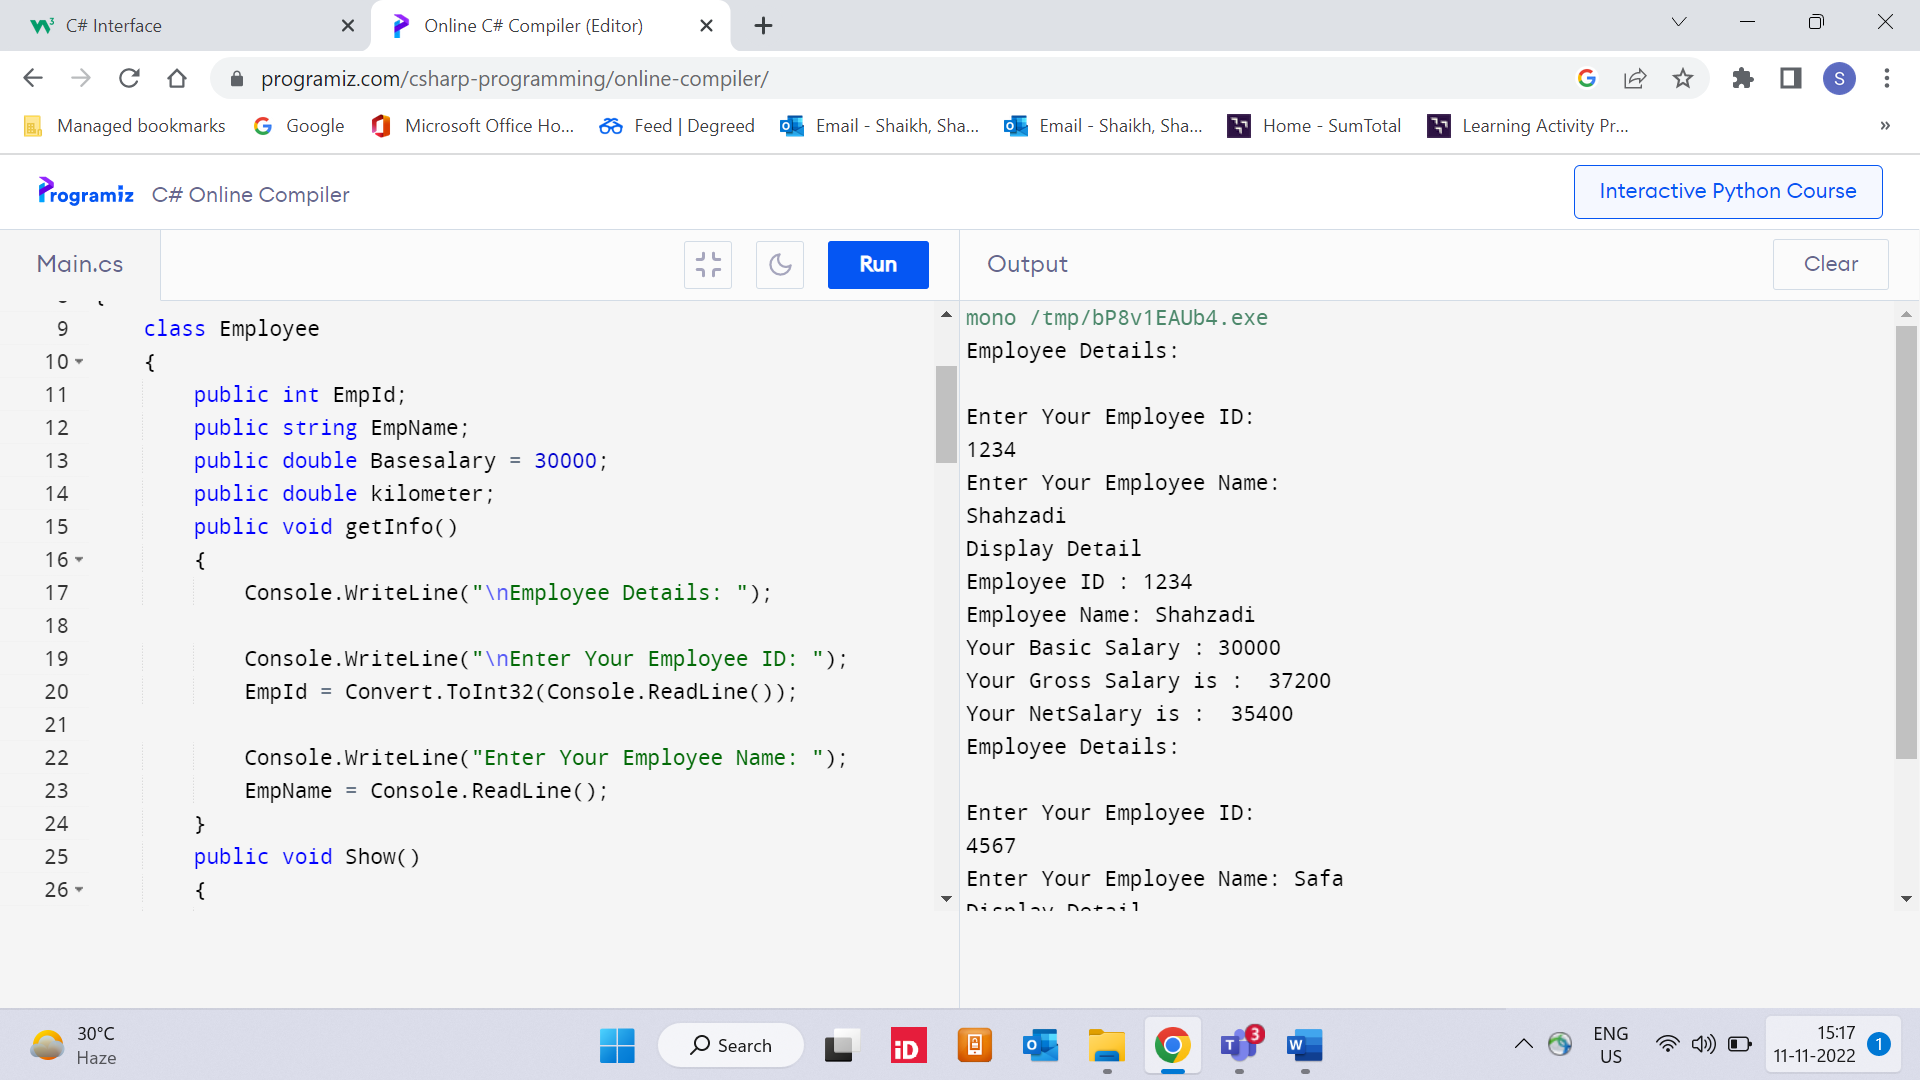 C# Interface
Online C# Compiler (Editor)
programiz.com/csharp-programming/online-compiler/
S
Managed bookmarks
Google
Microsoft Office Ho...
Feed | Degreed
Email - Shaikh, Sha...
Email - Shaikh, Sha...
Home - SumTotal
Learning Activity Pr...
»
Programiz
C# Online Compiler
Interactive Python Course
Main.cs
Run
Output
Clear
9 class Employee
10 {
11 public int EmpId;
12 public string EmpName;
13 public double Basesalary = 30000;
14 public double kilometer;
15 public void getInfo()
16 {
17 Console.WriteLine("\nEmployee Details: ");
18
19 Console.WriteLine("\nEnter Your Employee ID: ");
20 EmpId = Convert.ToInt32(Console.ReadLine());
21
22 Console.WriteLine("Enter Your Employee Name: ");
23 EmpName = Console.ReadLine();
24 }
25 public void Show()
26 {
mono /tmp/bP8v1EAUb4.exe
Employee Details:
Enter Your Employee ID:
1234
Enter Your Employee Name:
Shahzadi
Display Detail
Employee ID : 1234
Employee Name: Shahzadi
Your Basic Salary : 30000
Your Gross Salary is :  37200
Your NetSalary is :  35400
Employee Details:
Enter Your Employee ID:
4567
Enter Your Employee Name: Safa
Display Detail
30°C
Haze
Search
iD
3
ENG
US
15:17
11-11-2022
1